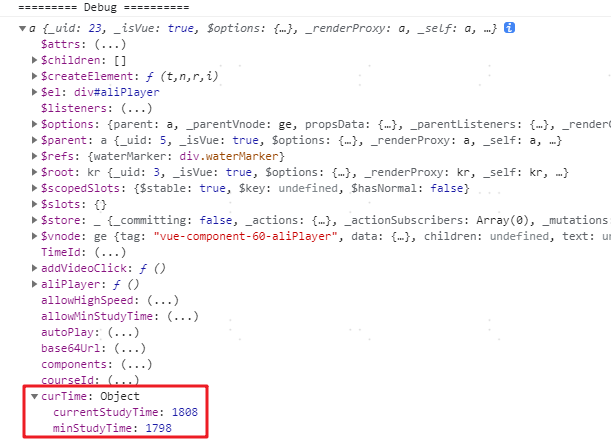 ========= Debug ==========
a {_uid: 23, _isVue: true, $options: {…}, _renderProxy: a, _self: a, …}
$attrs: (...)
$children: []
$createElement: ƒ (t,n,r,i)
$el: div#aliPlayer
$listeners: (...)
$options: {parent: a, _parentVnode: ge, propsData: {…}, _parentListeners: {…}, _renderC
$parent: a {_uid: 5, _isVue: true, $options: {…}, _renderProxy: a, _self: a, …
$refs: {waterMarker: div.waterMarker}
$root: kr {_uid: 3, _isVue: true, $options: {…}, _renderProxy: kr, _self: kr, …
$scopedSlots: {$stable: true, $key: undefined, $hasNormal: false}
$slots: {}
$store: _ {_committing: false, _actions: {…}, _actionSubscribers: Array(0), _mutations:
$vnode: ge {tag: "vue-component-60-aliPlayer", data: {…}, children: undefined, text: un
TimeId: (...)
addVideoClick: ƒ ()
aliPlayer: ƒ ()
allowHighSpeed: (...)
allowMinStudyTime: (...)
autoPlay: (...)
base64Url: (...)
components: (...)
courseId: (...)
curTime: Object
currentStudyTime: 1808
minStudyTime: 1798